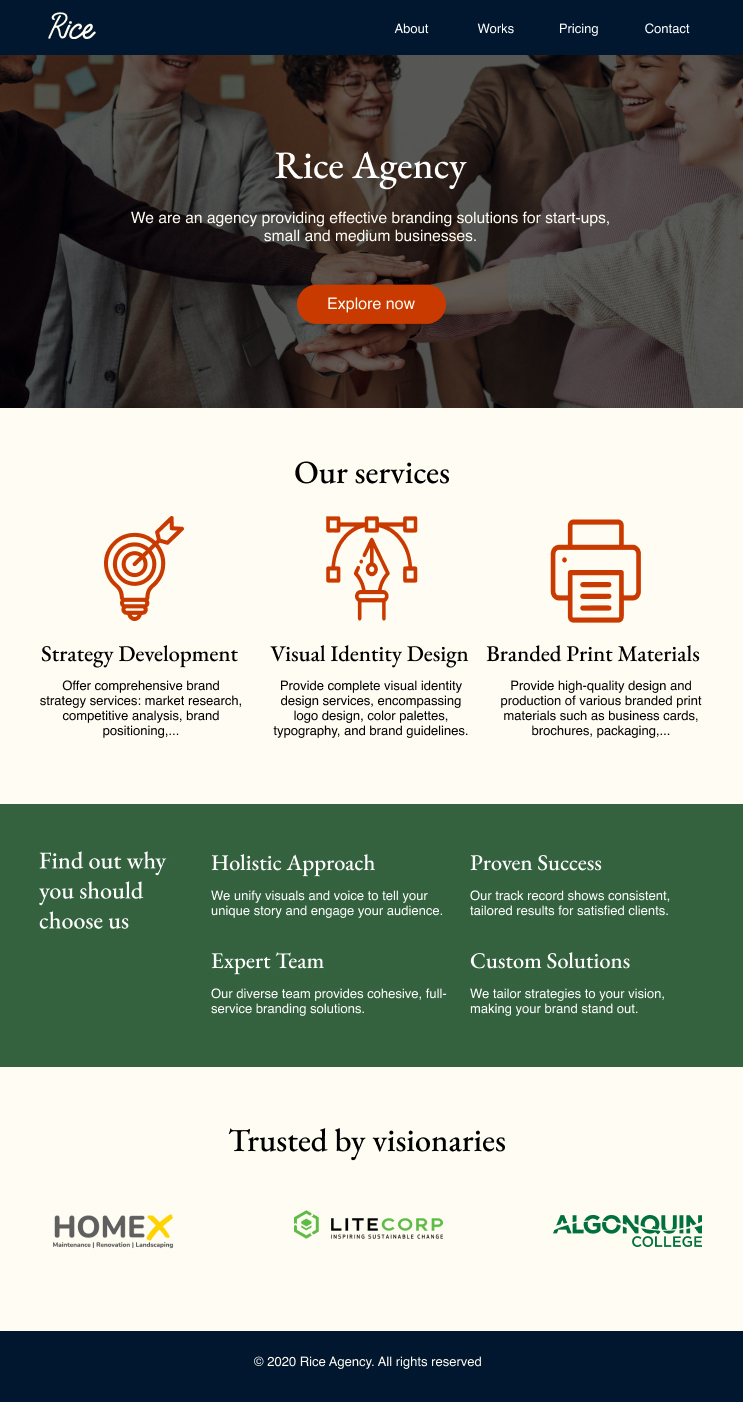 Rice
About Works Pricing Contact
Rice Agency
We are an agency providing effective branding solutions for start-ups,
small and medium businesses.
Explore now
Our services
Strategy Development
Offer comprehensive brand
strategy services: market research,
competitive analysis, brand
positioning,...
Visual Identity Design
Provide complete visual identity
design services, encompassing
logo design, color palettes,
typography, and brand guidelines.
Branded Print Materials
Provide high-quality design and
production of various branded print
materials such as business cards,
brochures, packaging,...
Find out why
you should
choose us
Holistic Approach
We unify visuals and voice to tell your
unique story and engage your audience.
Proven Success
Our track record shows consistent,
tailored results for satisfied clients.
Expert Team
Our diverse team provides cohesive, full-
service branding solutions.
Custom Solutions
We tailor strategies to your vision,
making your brand stand out.
Trusted by visionaries
HOMEX
Maintenance | Renovation | Landscaping
LITECORP
INSPIRING SUSTAINABLE CHANGE
ALGONQUIN
COLLEGE
© 2020 Rice Agency. All rights reserved